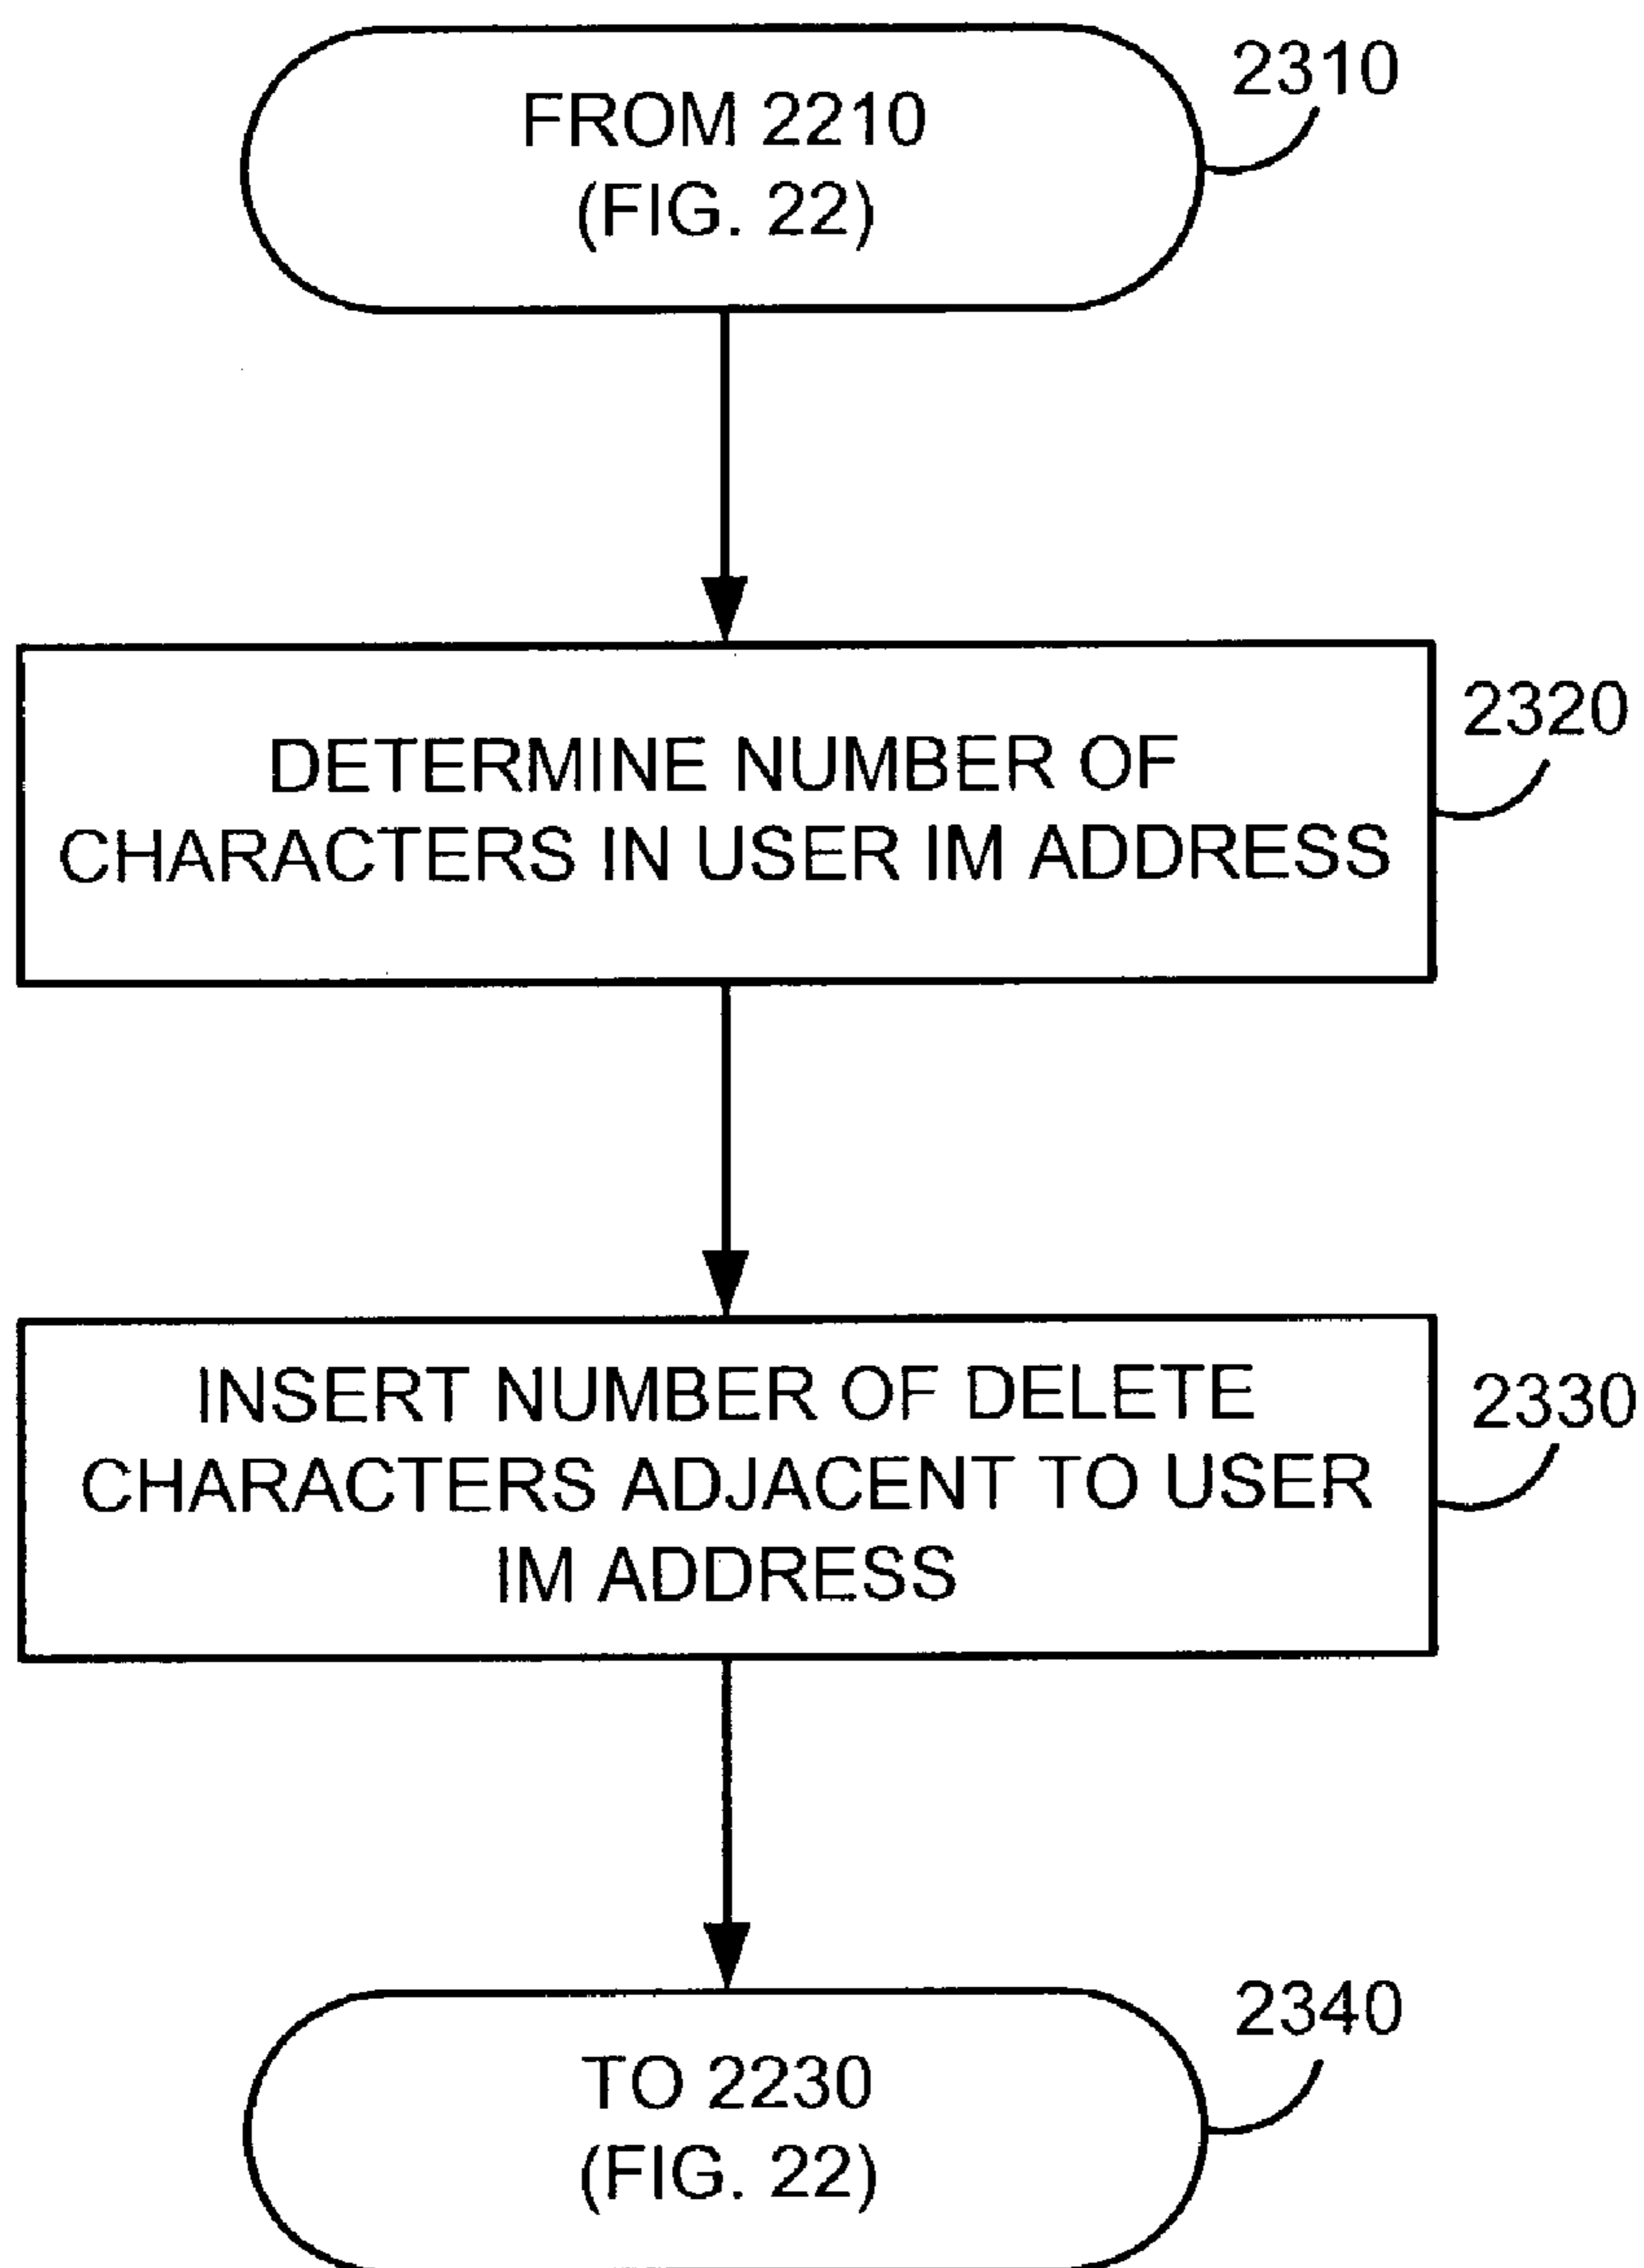 FROM 2210
(FIG. 22)
2310
DETERMINE NUMBER OF
CHARACTERS IN USER IM ADDRESS
2320
INSERT NUMBER OF DELETE
CHARACTERS ADJACENT TO USER
IM ADDRESS
2330
TO 2230
(FIG. 22)
2340